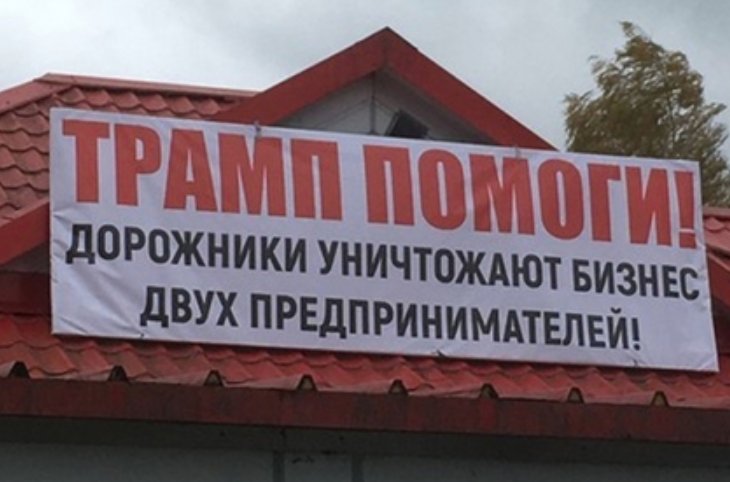 ТРАМП ПОМОГИ!
ДОРОЖНИКИ УНИЧТОЖАЮТ БИЗНЕС
ДВУХ ПРЕДПРИНИМАТЕЛЕЙ!